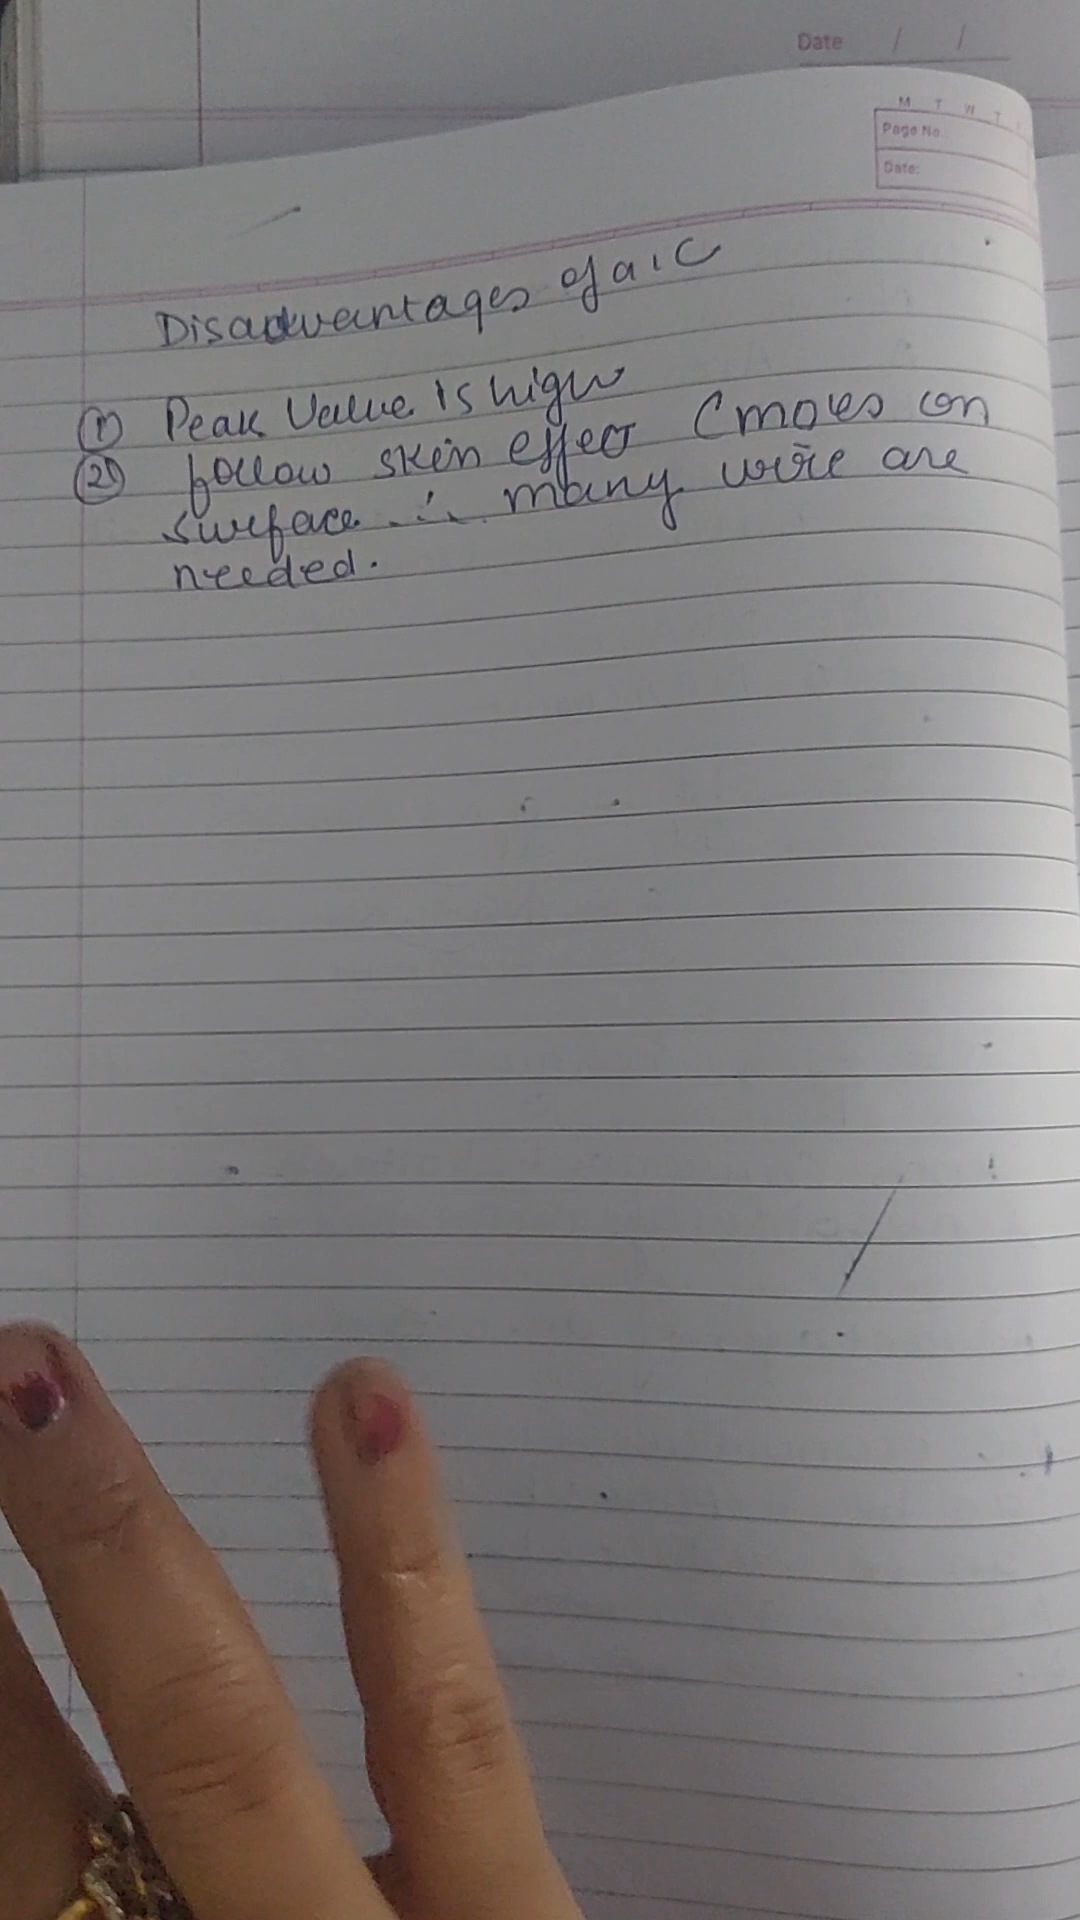 Date / /
M T W T
Page No
Date:
Disadvantages of a.c
① Peak Value is high
② follow skin effect (moves on
surface ∴ many wire are
needed.